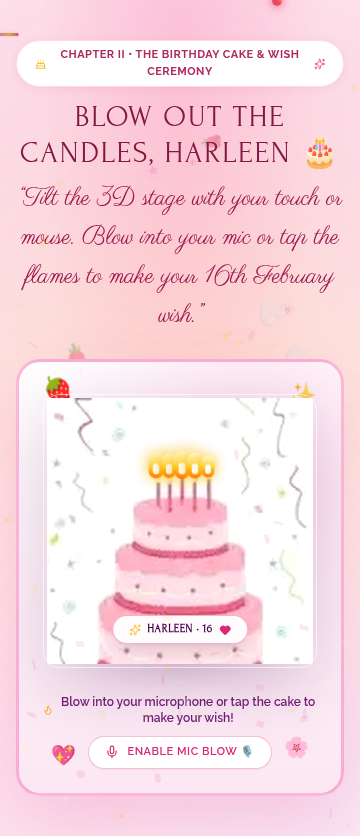 CHAPTER II • THE BIRTHDAY CAKE & WISH
CEREMONY
BLOW OUT THE
CANDLES, HARLEEN 🎂
“Tilt the 3D stage with your touch or
mouse. Blow into your mic or tap the
flames to make your 16th February
wish.”
HARLEEN · 16
Blow into your microphone or tap the cake to
make your wish!
ENABLE MIC BLOW 🎙️